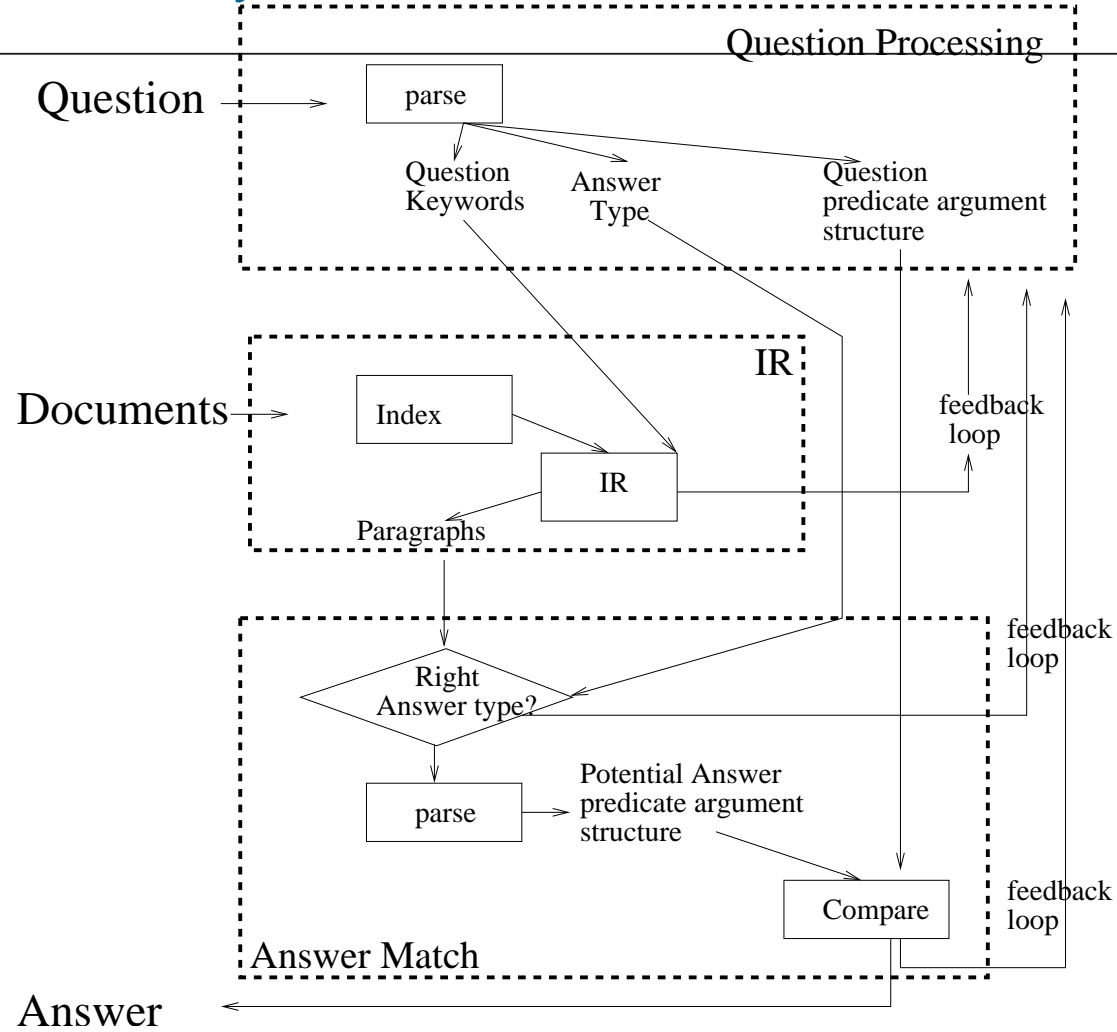 Question Processing
Question
parse
Question
Keywords
Answer
Type
Question
predicate argument
structure
IR
Documents
Index
feedback
loop
IR
Paragraphs
feedback
loop
Right
Answer type?
Potential Answer
predicate argument
structure
parse
feedback
loop
Compare
Answer Match
Answer